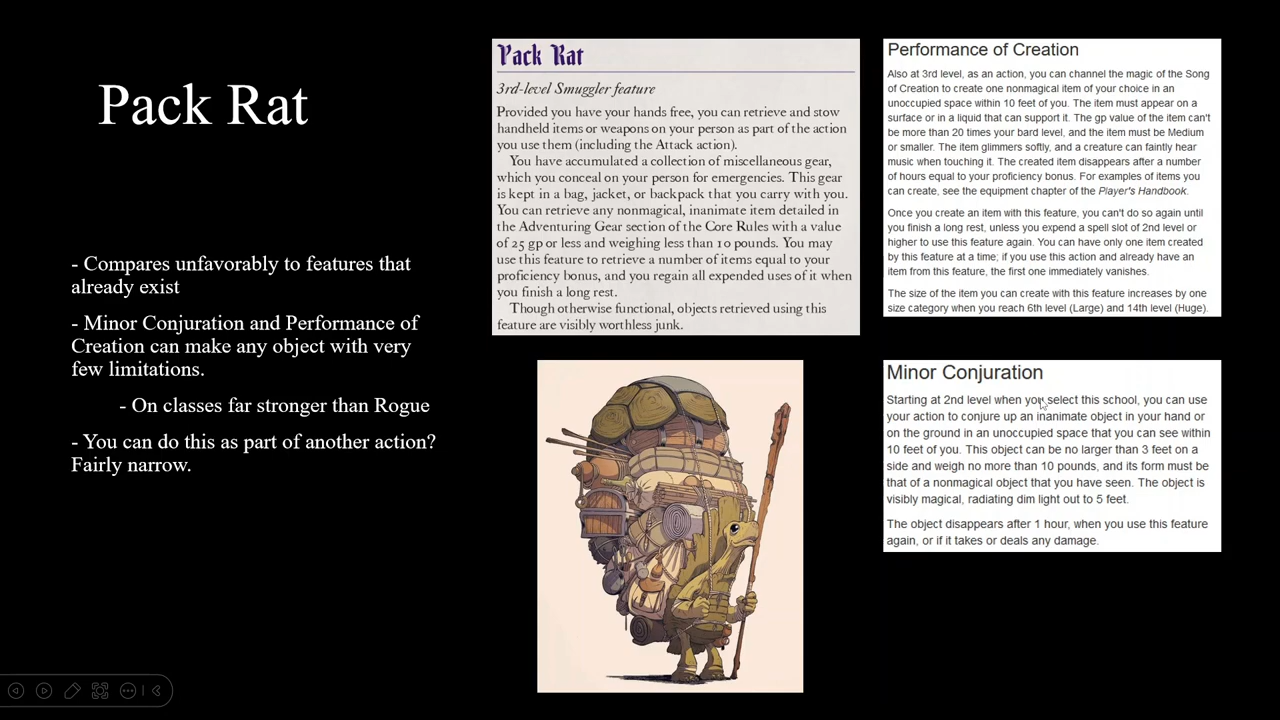 Pack Rat
- Compares unfavorably to features that
already exist
- Minor Conjuration and Performance of
Creation can make any object with very
few limitations.
- On classes far stronger than Rogue
- You can do this as part of another action?
Fairly narrow.
Pack Rat
3rd-level Smuggler feature
Provided you have your hands free, you can retrieve and stow
handheld items or weapons on your person as part of the action
you use them (including the Attack action).
You have accumulated a collection of miscellaneous gear,
which you conceal on your person for emergencies. This gear
is kept in a bag, jacket, or backpack that you carry with you.
You can retrieve any nonmagical, inanimate item detailed in
the Adventuring Gear section of the Core Rules with a value
of 25 gp or less and weighing less than 10 pounds. You may
use this feature to retrieve a number of items equal to your
proficiency bonus, and you regain all expended uses of it when
you finish a long rest.
Though otherwise functional, objects retrieved using this
feature are visibly worthless junk.
Performance of Creation
Also at 3rd level, as an action, you can channel the magic of the Song
of Creation to create one nonmagical item of your choice in an
unoccupied space within 10 feet of you. The item must appear on a
surface or in a liquid that can support it. The gp value of the item can't
be more than 20 times your bard level, and the item must be Medium
or smaller. The item glimmers softly, and a creature can faintly hear
music when touching it. The created item disappears after a number
of hours equal to your proficiency bonus. For examples of items you
can create, see the equipment chapter of the Player's Handbook.
Once you create an item with this feature, you can't do so again until
you finish a long rest, unless you expend a spell slot of 2nd level or
higher to use this feature again. You can have only one item created
by this feature at a time; if you use this action and already have an
item from this feature, the first one immediately vanishes.
The size of the item you can create with this feature increases by one
size category when you reach 6th level (Large) and 14th level (Huge).
Minor Conjuration
Starting at 2nd level when you select this school, you can use
your action to conjure up an inanimate object in your hand or
on the ground in an unoccupied space that you can see within
10 feet of you. This object can be no larger than 3 feet on a
side and weigh no more than 10 pounds, and its form must be
that of a nonmagical object that you have seen. The object is
visibly magical, radiating dim light out to 5 feet.
The object disappears after 1 hour, when you use this feature
again, or if it takes or deals any damage.